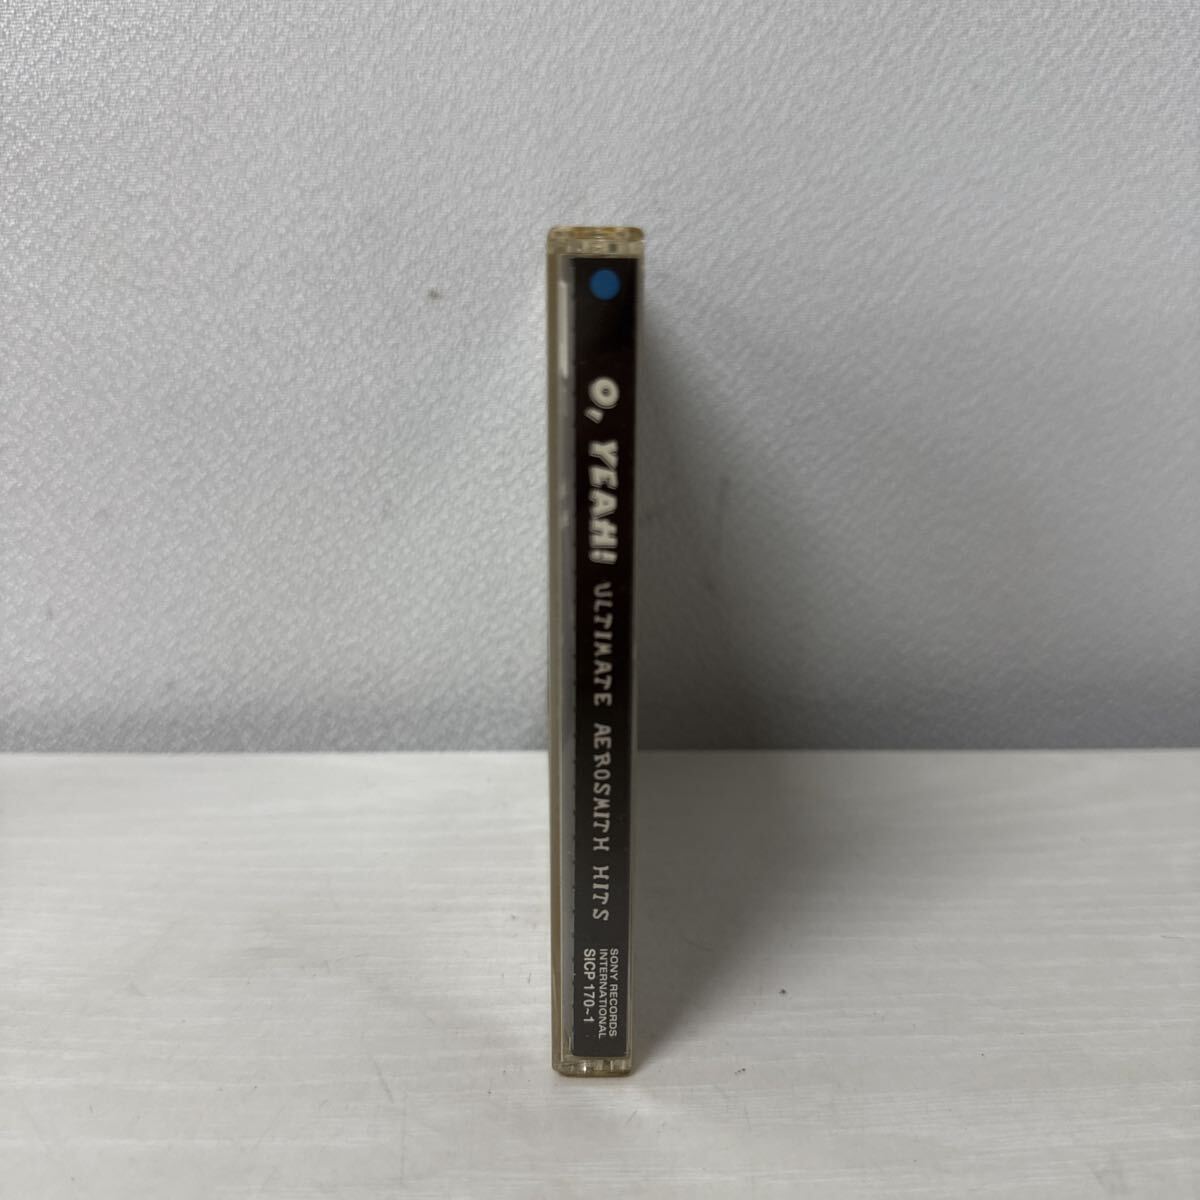 O, YEAH! ULTIMATE AEROSMITH HITS
SONY RECORDS
INTERNATIONAL
SICP 170~1